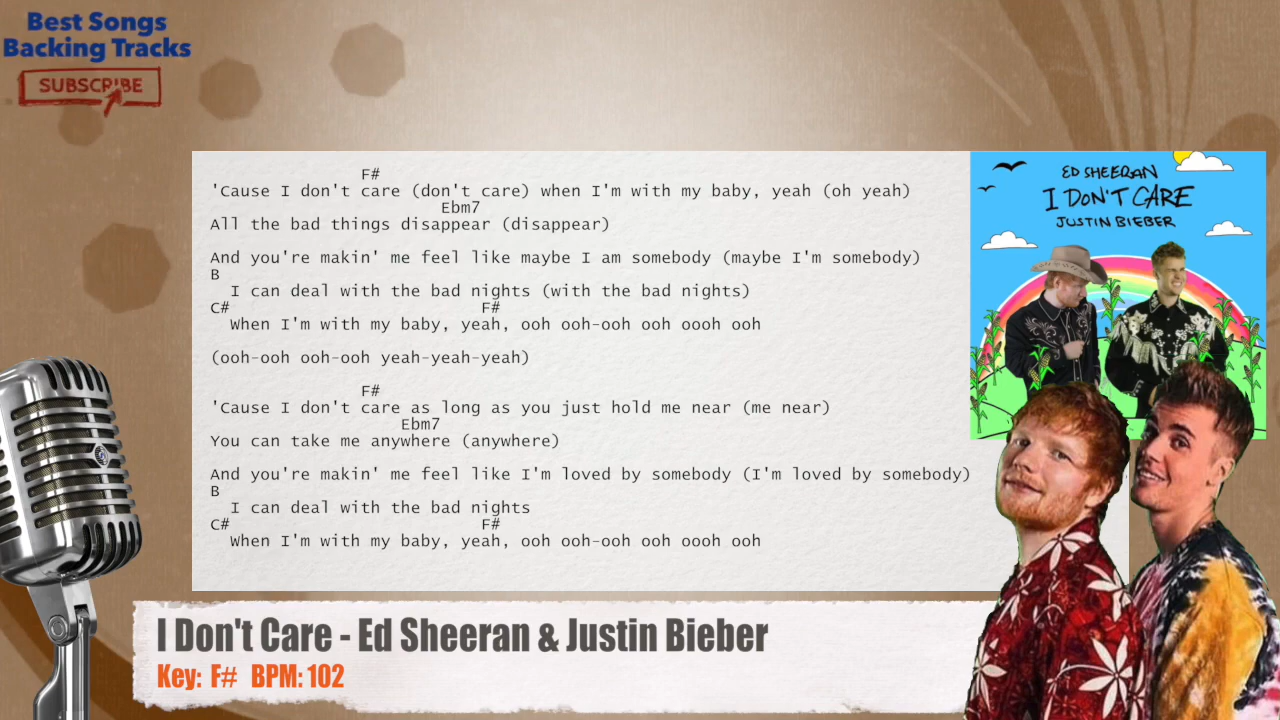 Best Songs
Backing Tracks
SUBSCRIBE
F#
'Cause I don't care (don't care) when I'm with my baby, yeah (oh yeah)
Ebm7
All the bad things disappear (disappear)
And you're makin' me feel like maybe I am somebody (maybe I'm somebody)
B
I can deal with the bad nights (with the bad nights)
C# F#
When I'm with my baby, yeah, ooh ooh-ooh ooh oooh ooh
(ooh-ooh ooh-ooh yeah-yeah-yeah)
F#
'Cause I don't care as long as you just hold me near (me near)
Ebm7
You can take me anywhere (anywhere)
And you're makin' me feel like I'm loved by somebody (I'm loved by somebody)
B
I can deal with the bad nights
C# F#
When I'm with my baby, yeah, ooh ooh-ooh ooh oooh ooh
ED SHEERAN
I DON'T CARE
JUSTIN BIEBER
I Don't Care - Ed Sheeran & Justin Bieber
Key: F# BPM: 102